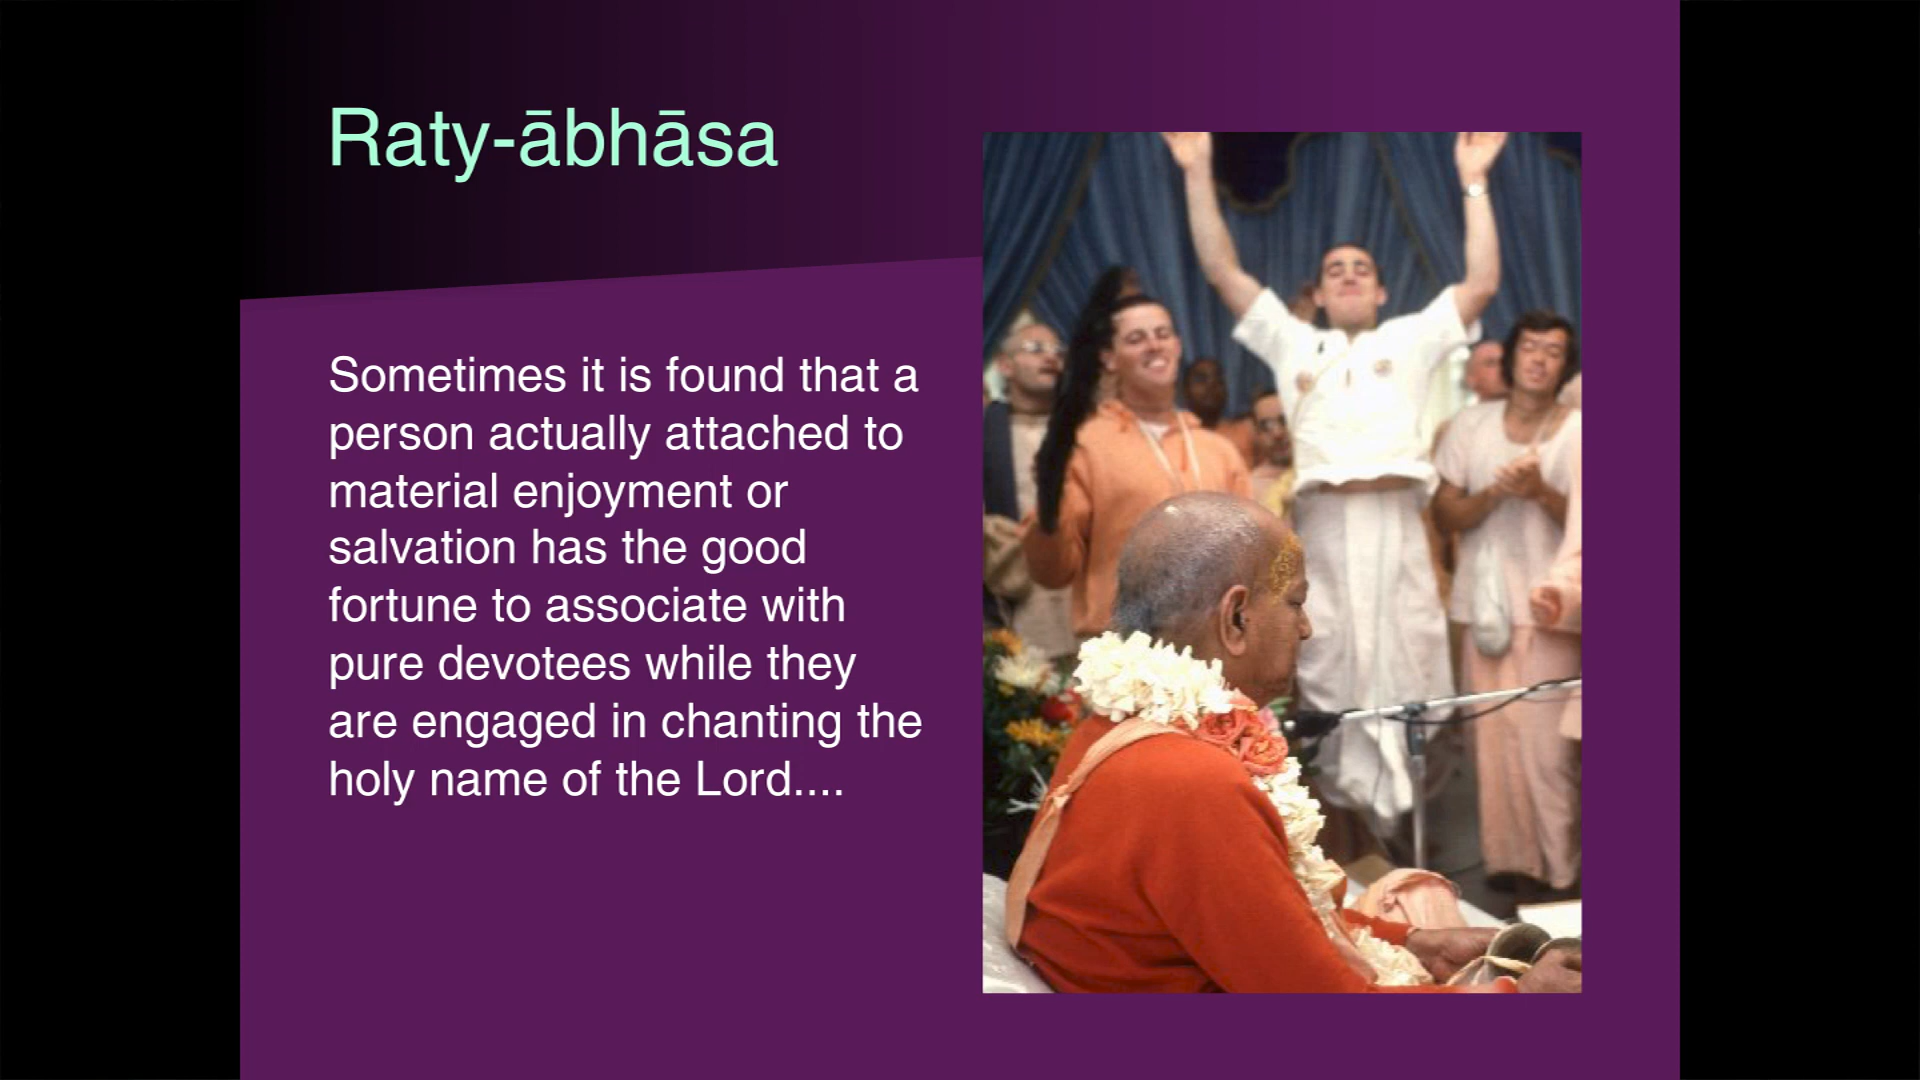 Raty-ābhāsa
Sometimes it is found that a
person actually attached to
material enjoyment or
salvation has the good
fortune to associate with
pure devotees while they
are engaged in chanting the
holy name of the Lord....